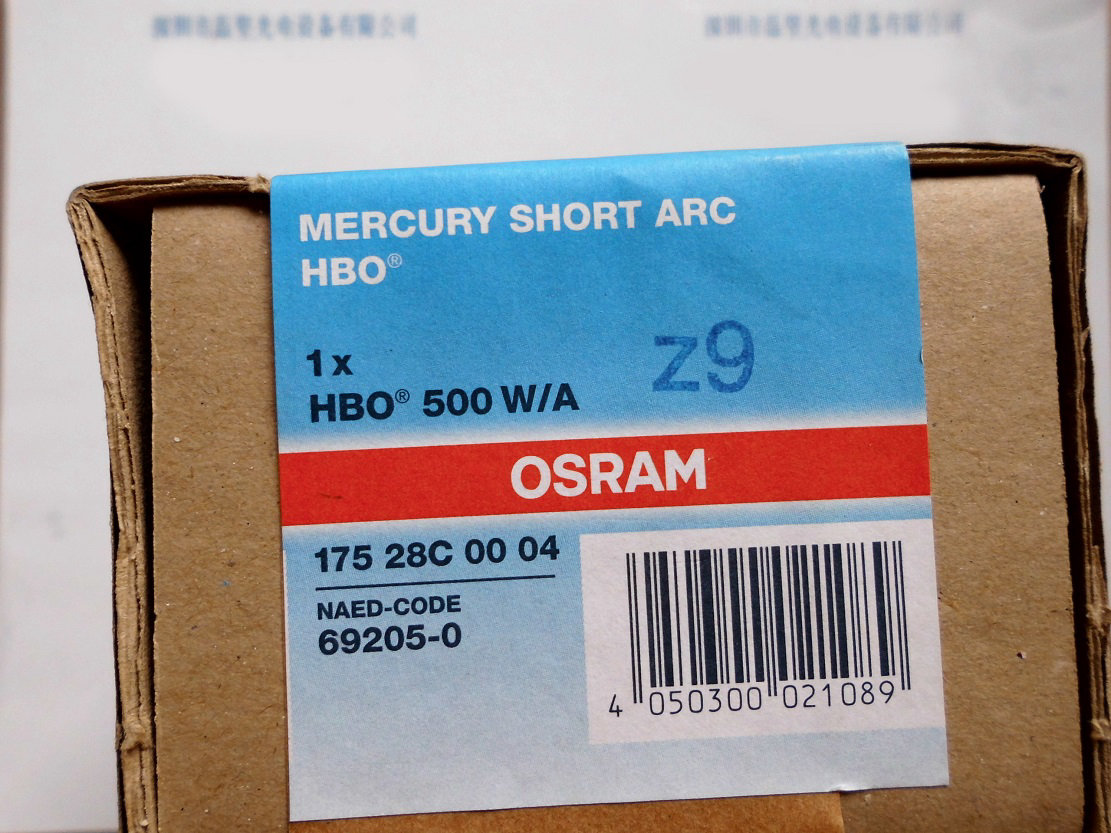 MERCURY SHORT ARC
HBO®
1 x
HBO® 500 W/A
z9
OSRAM
175 28C 00 04
NAED-CODE
69205-0
4 050300 021089